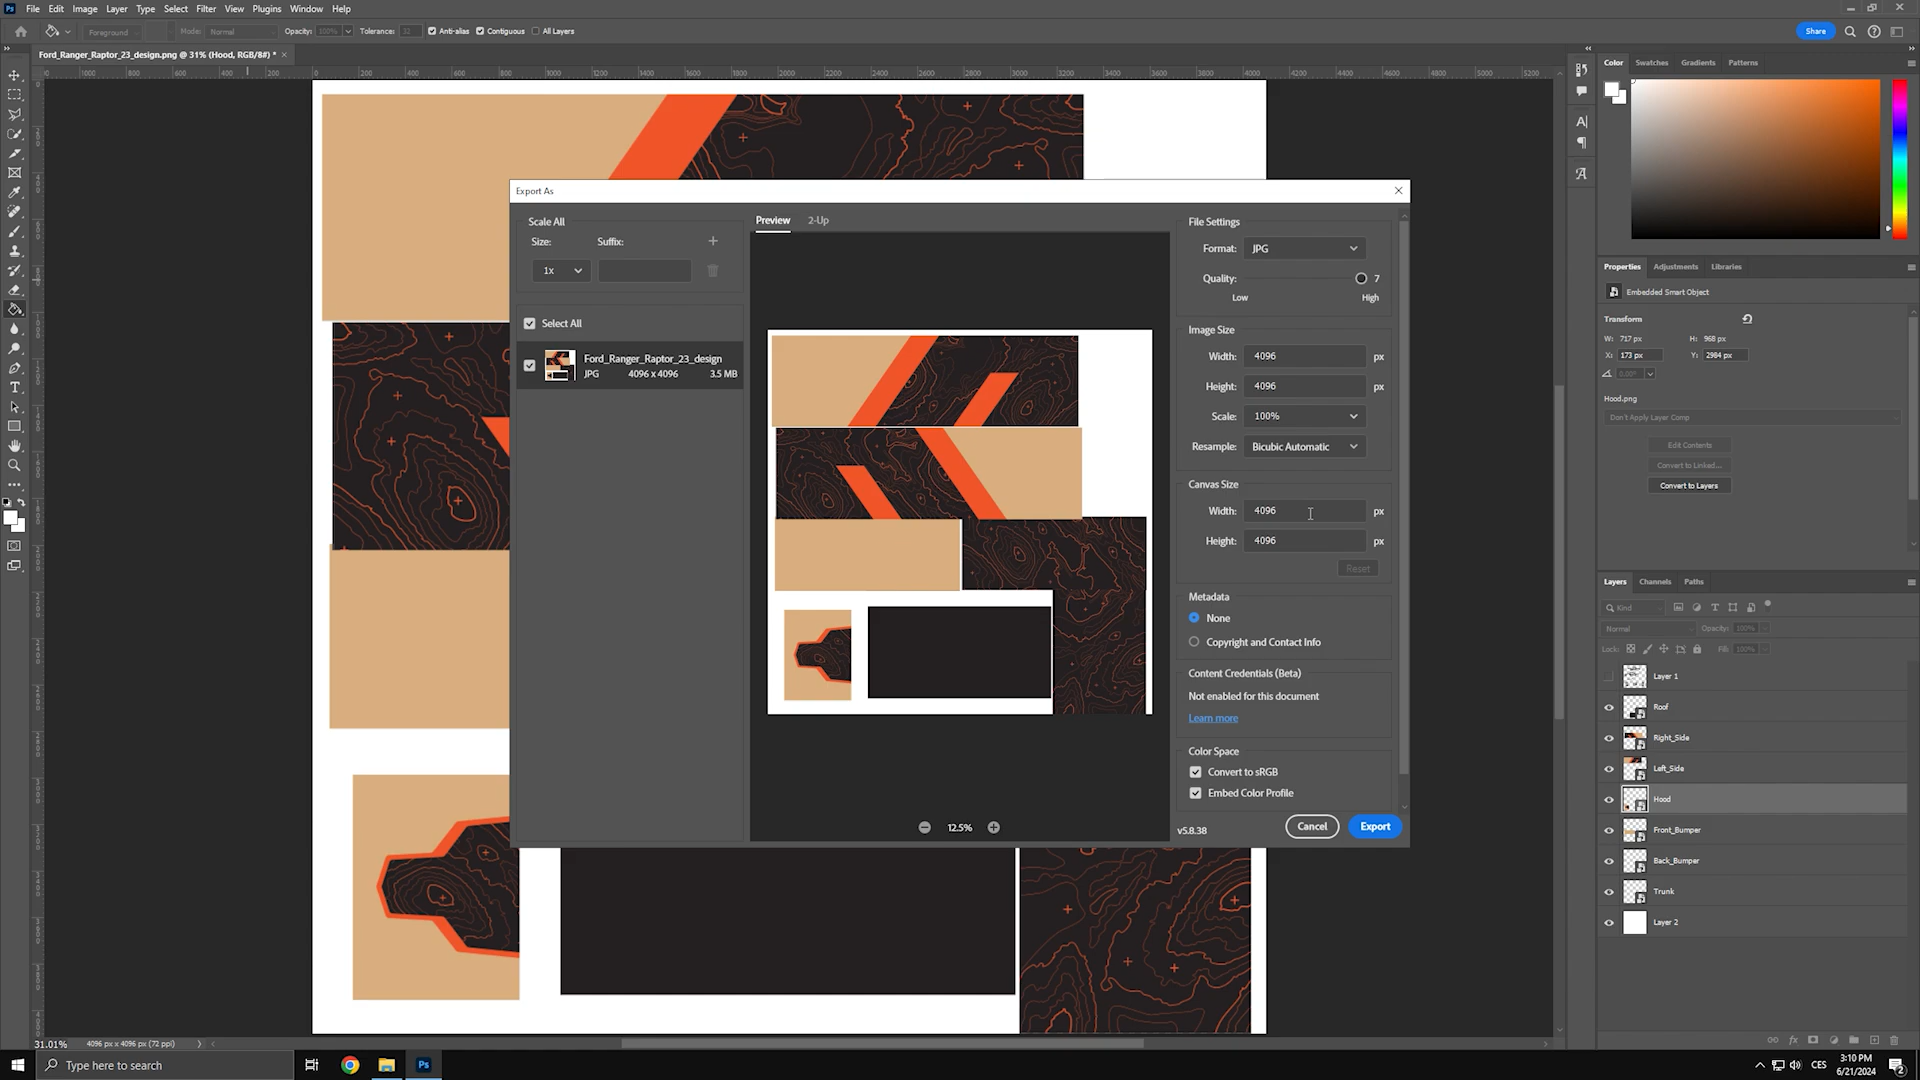 File Edit Image Layer Type Select Filter View Plugins Window Help
Foreground Mode: Normal Opacity: 100% Tolerance: 32 Anti-alias Contiguous All Layers
Share
Ford_Ranger_Raptor_23_design.png @ 31% (Hood, RGB/8#) *
Export As
Scale All
Size: Suffix:
1x
Select All
Ford_Ranger_Raptor_23_design
JPG 4096 x 4096 3.5 MB
Preview 2-Up
12.5%
File Settings
Format: JPG
Quality: 7
Low High
Image Size
Width: 4096 px
Height: 4096 px
Scale: 100%
Resample: Bicubic Automatic
Canvas Size
Width: 4096 px
Height: 4096 px
Reset
Metadata
None
Copyright and Contact Info
Content Credentials (Beta)
Not enabled for this document
Learn more
Color Space
Convert to sRGB
Embed Color Profile
v5.8.38
Cancel Export
Color Swatches Gradients Patterns
Properties Adjustments Libraries
Embedded Smart Object
Transform
W: 717 px H: 968 px
X: 173 px Y: 2984 px
0.00°
Hood.png
Don't Apply Layer Comp
Edit Contents
Convert to Linked...
Convert to Layers
Layers Channels Paths
Kind
Normal Opacity: 100%
Lock: Fill: 100%
Layer 1
Roof
Right_Side
Left_Side
Hood
Front_Bumper
Back_Bumper
Trunk
Layer 2
31.01% 4096 px x 4096 px (72 ppi)
Type here to search
Ps
CES
3:10 PM
6/21/2024
2